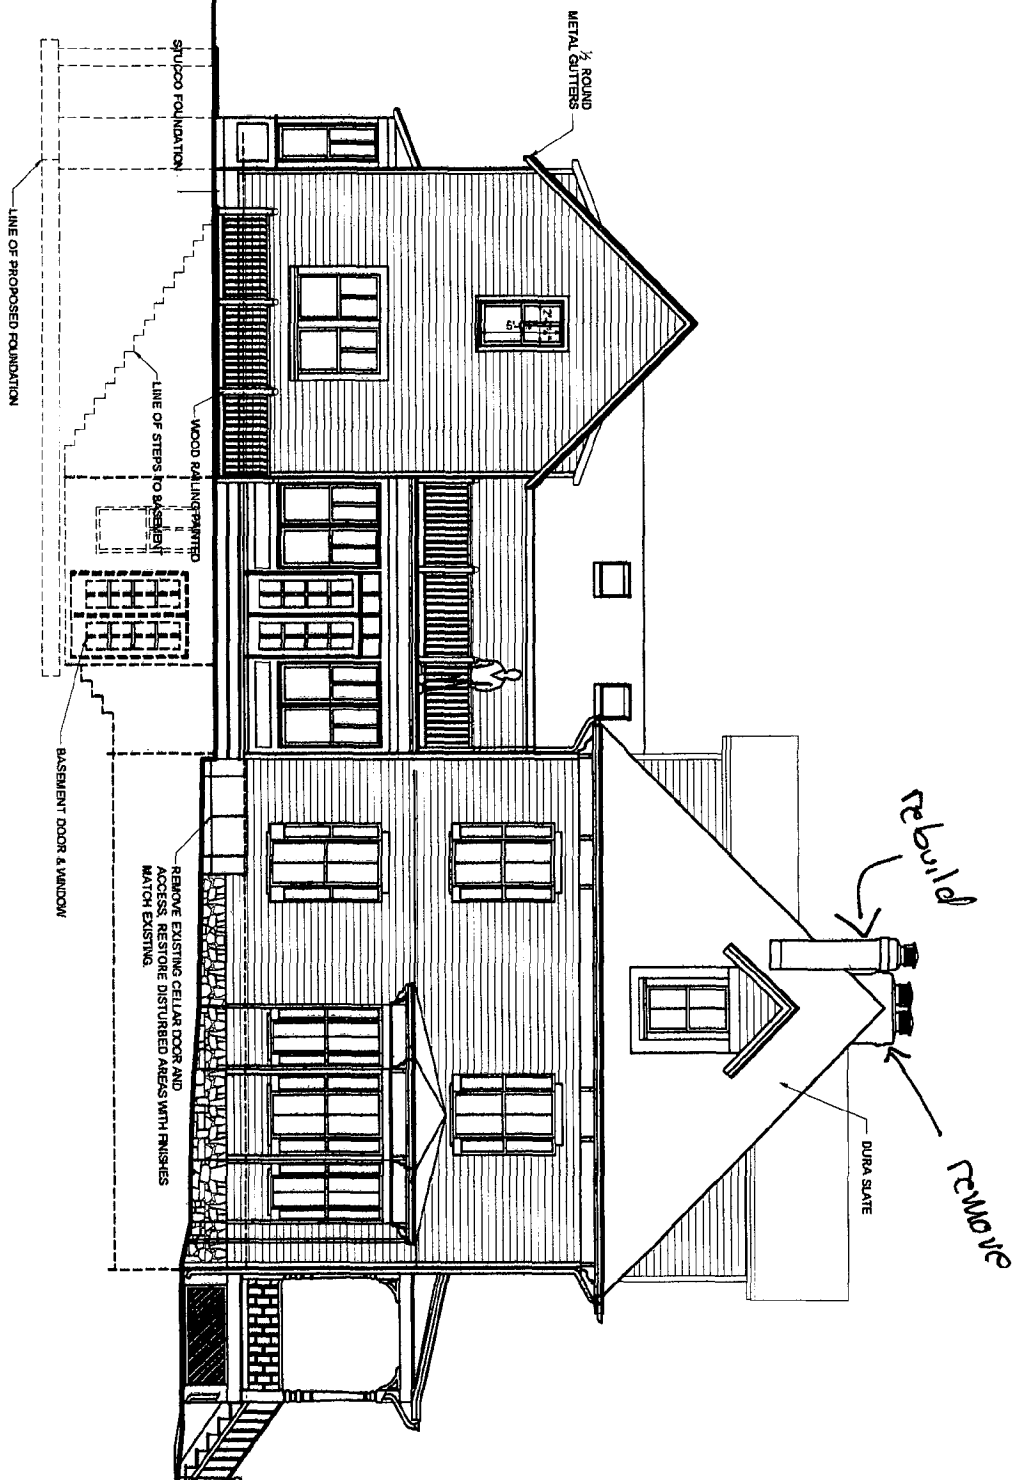 ½ ROUND
METAL GUTTERS
STUCCO FOUNDATION
LINE OF PROPOSED FOUNDATION
LINE OF STEPS TO BASEMENT
WOOD RAILING PAINTED
BASEMENT DOOR & WINDOW
REMOVE EXISTING CELLAR DOOR AND
ACCESS, RESTORE DISTURBED AREAS WITH FINISHES
MATCH EXISTING.
rebuild
remove
DURA SLATE